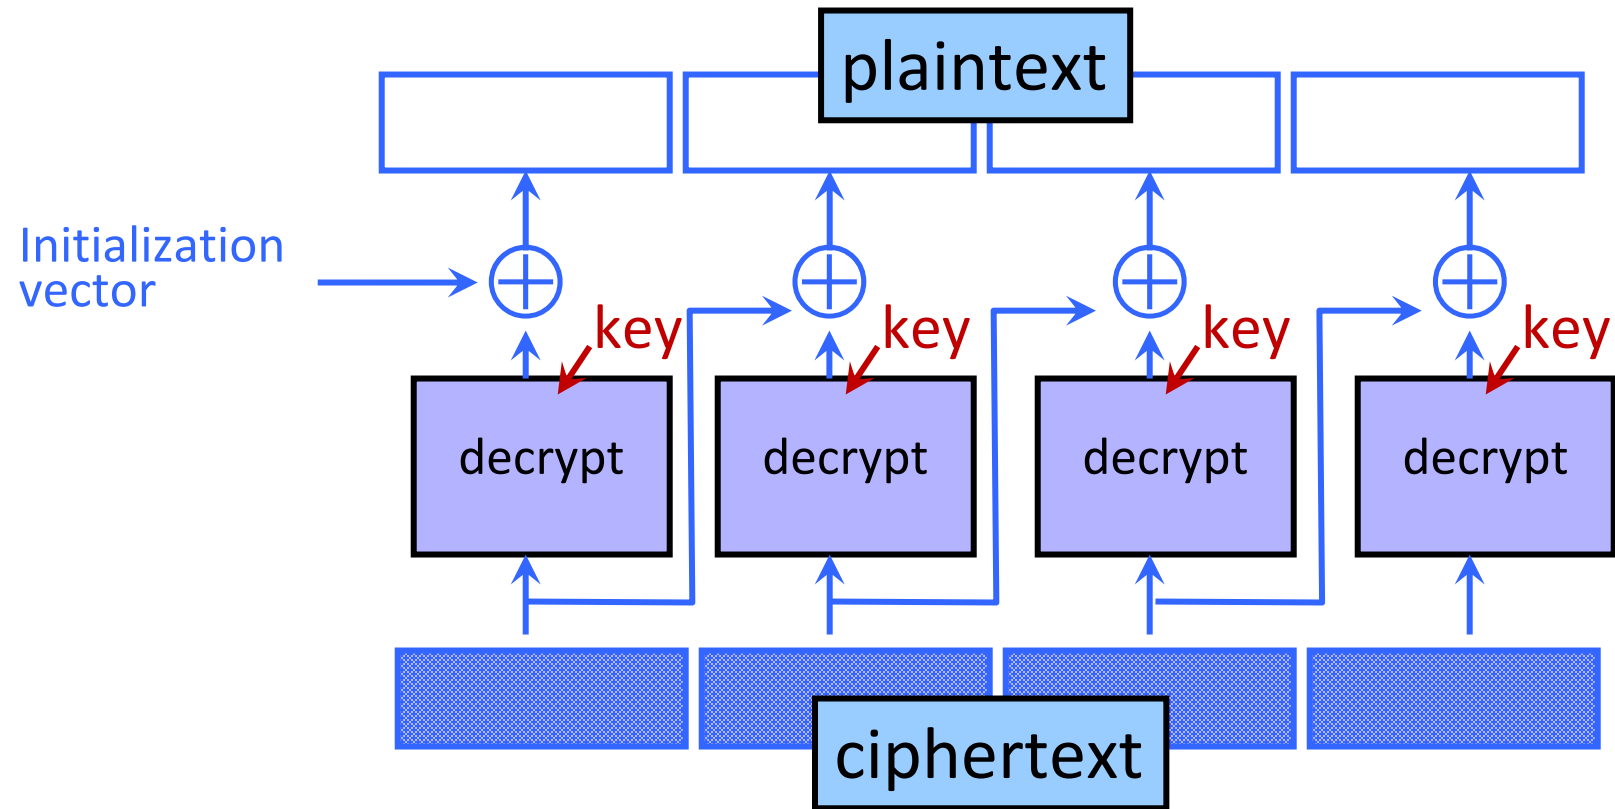 plaintext
Initialization
vector
key key key key
decrypt decrypt decrypt decrypt
ciphertext